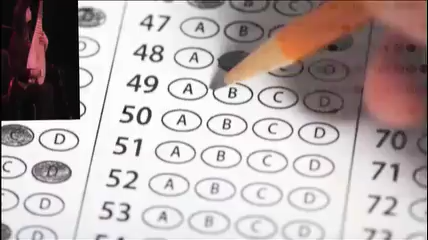 47 A B C
48 A D
49 A B C D
50 A B C D
51 A B C D
C D
52 A B C D 70
C D
53 A B C D 71
D 72
73